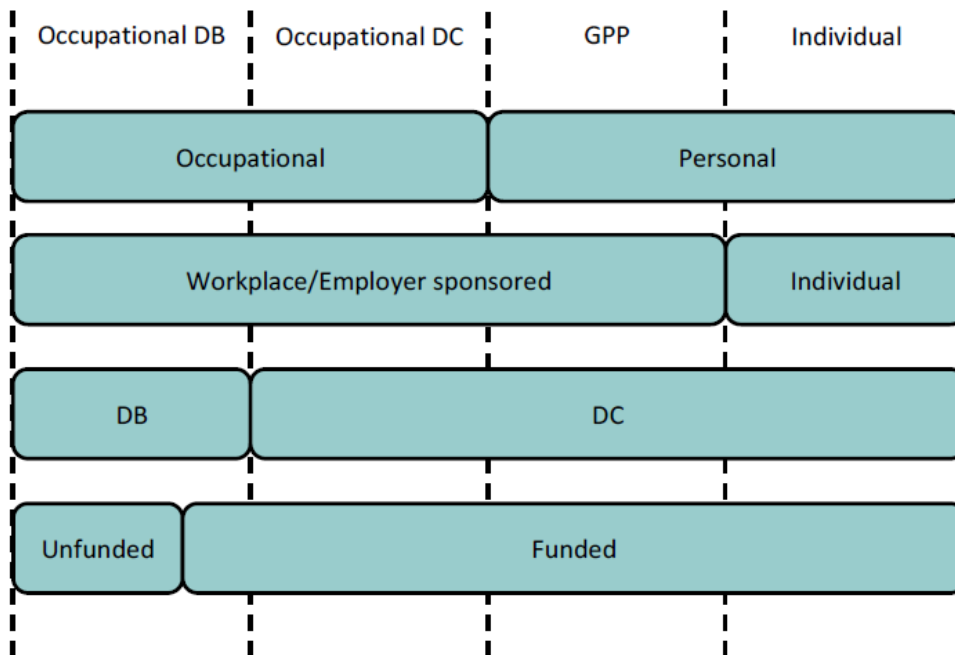 Occupational DB Occupational DC GPP Individual
Occupational Personal
Workplace/Employer sponsored Individual
DB DC
Unfunded Funded